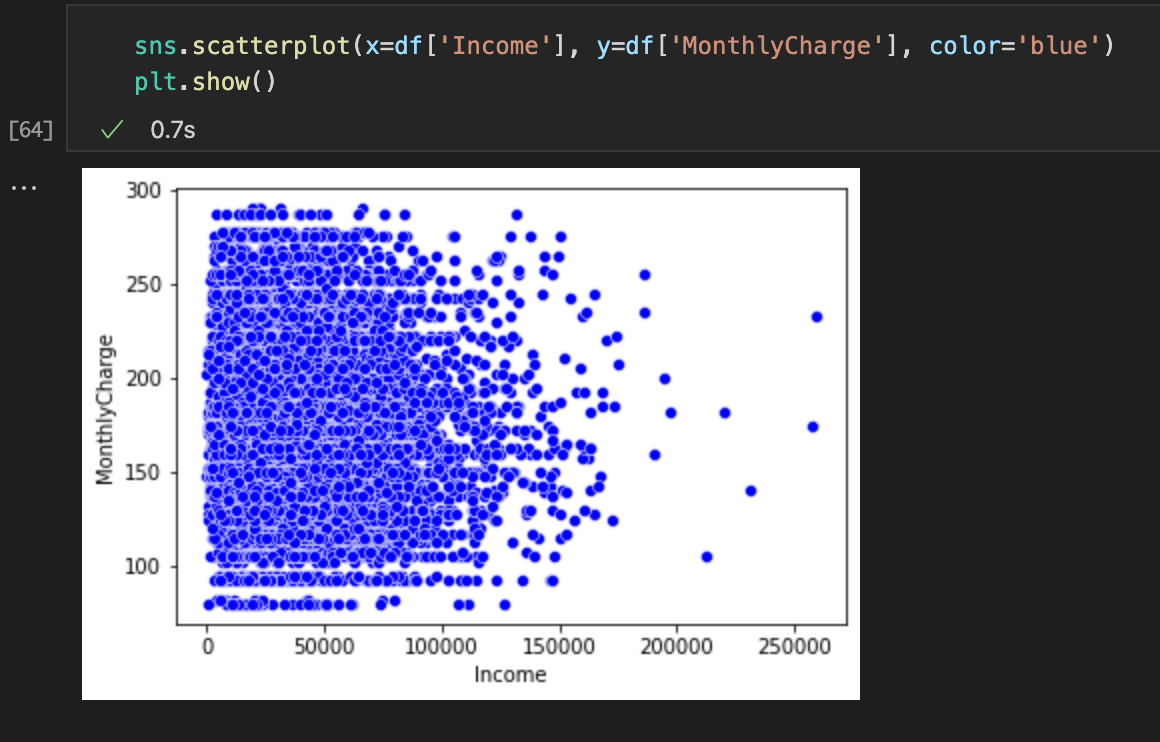 sns.scatterplot(x=df['Income'], y=df['MonthlyCharge'], color='blue')
plt.show()
[64]
0.7s
...
300
250
200
150
100
MonthlyCharge
0 50000 100000 150000 200000 250000
Income